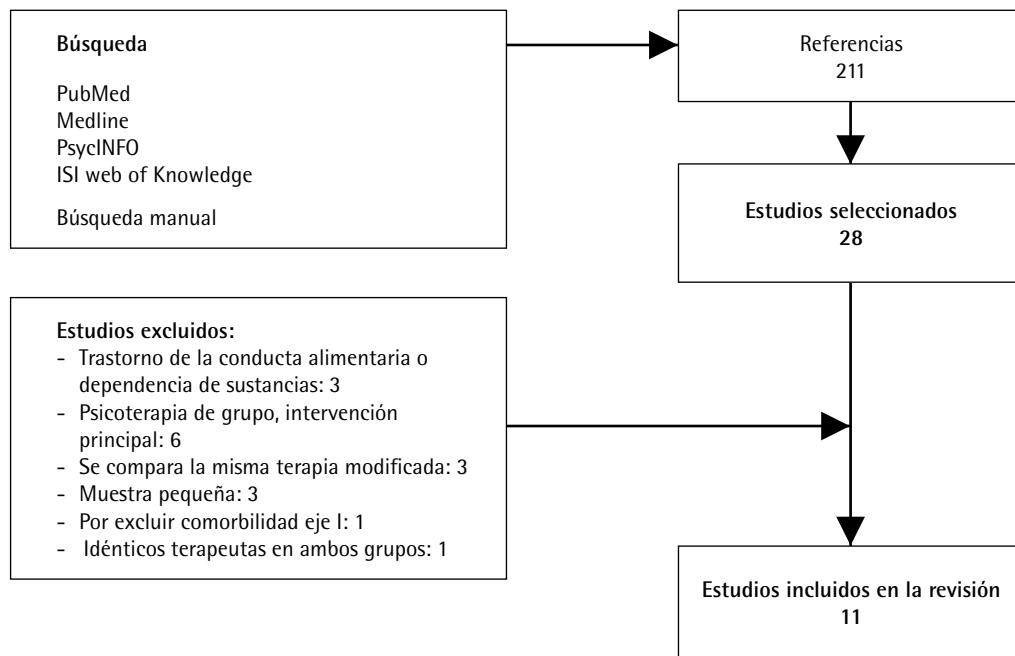 Búsqueda
PubMed
Medline
PsycINFO
ISI web of Knowledge
Búsqueda manual
Referencias
211
Estudios seleccionados
28
Estudios excluidos:
- Trastorno de la conducta alimentaria o
dependencia de sustancias: 3
- Psicoterapia de grupo, intervención
principal: 6
- Se compara la misma terapia modificada: 3
- Muestra pequeña: 3
- Por excluir comorbilidad eje I: 1
- Idénticos terapeutas en ambos grupos: 1
Estudios incluidos en la revisión
11